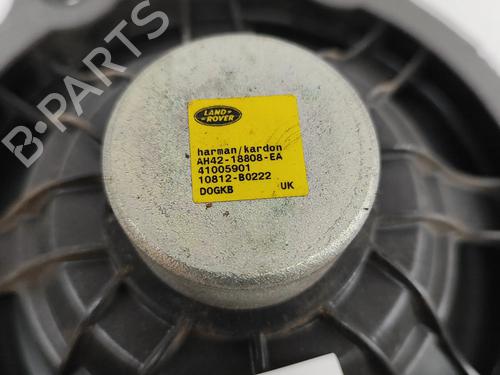 B-PARTS
LAND
ROVER
harman/kardon
AH42-18808-EA
41005901
10812-B0222
DOGKB UK